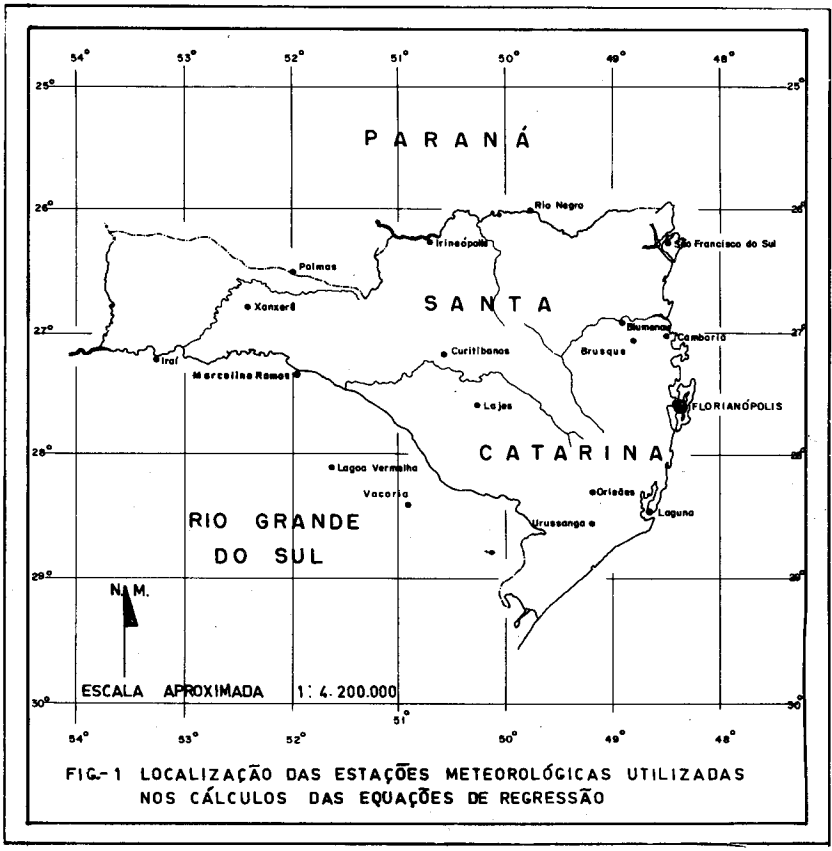 54° 53° 52° 51° 50° 49° 48°
25° 25°
PARANÁ
26° 26°
Rio Negro
Irineópolis
São Francisco do Sul
Palmas
Xanxerê
SANTA
27° 27°
Blumenau
Camboriú
Brusque
Curitibanos
Iraí
Marcelino Ramos
Lajes
FLORIANÓPOLIS
28° 28°
CATARINA
Lagoa Vermelha
Vacaria
Orleães
Laguna
Urussanga
RIO GRANDE
DO SUL
29° 29°
N. M.
ESCALA APROXIMADA 1: 4.200.000
30° 30°
54° 53° 52° 51° 50° 49° 48°
FIG.-1 LOCALIZAÇÃO DAS ESTAÇÕES METEOROLÓGICAS UTILIZADAS
NOS CÁLCULOS DAS EQUAÇÕES DE REGRESSÃO